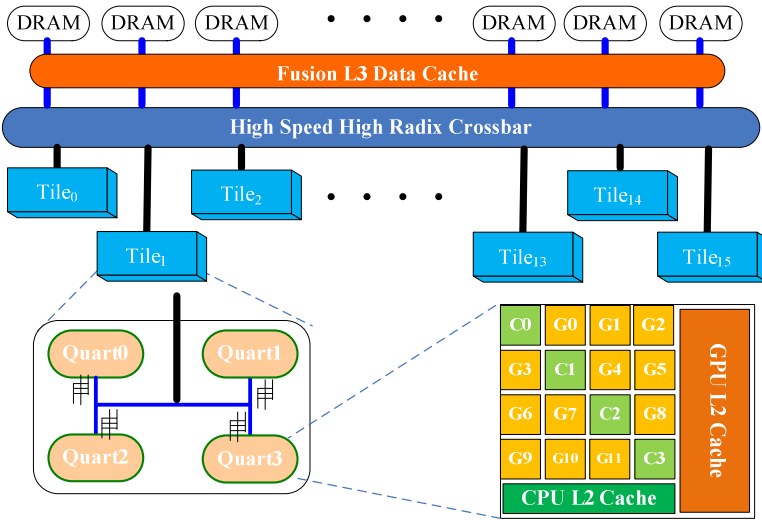 DRAM DRAM DRAM DRAM DRAM DRAM
Fusion L3 Data Cache
High Speed High Radix Crossbar
Tile0 Tile2 Tile14
Tile1 Tile13 Tile15
Quart0 Quart1
Quart2 Quart3
C0 G0 G1 G2
G3 C1 G4 G5
G6 G7 C2 G8
G9 G10 G11 C3
CPU L2 Cache
GPU L2 Cache